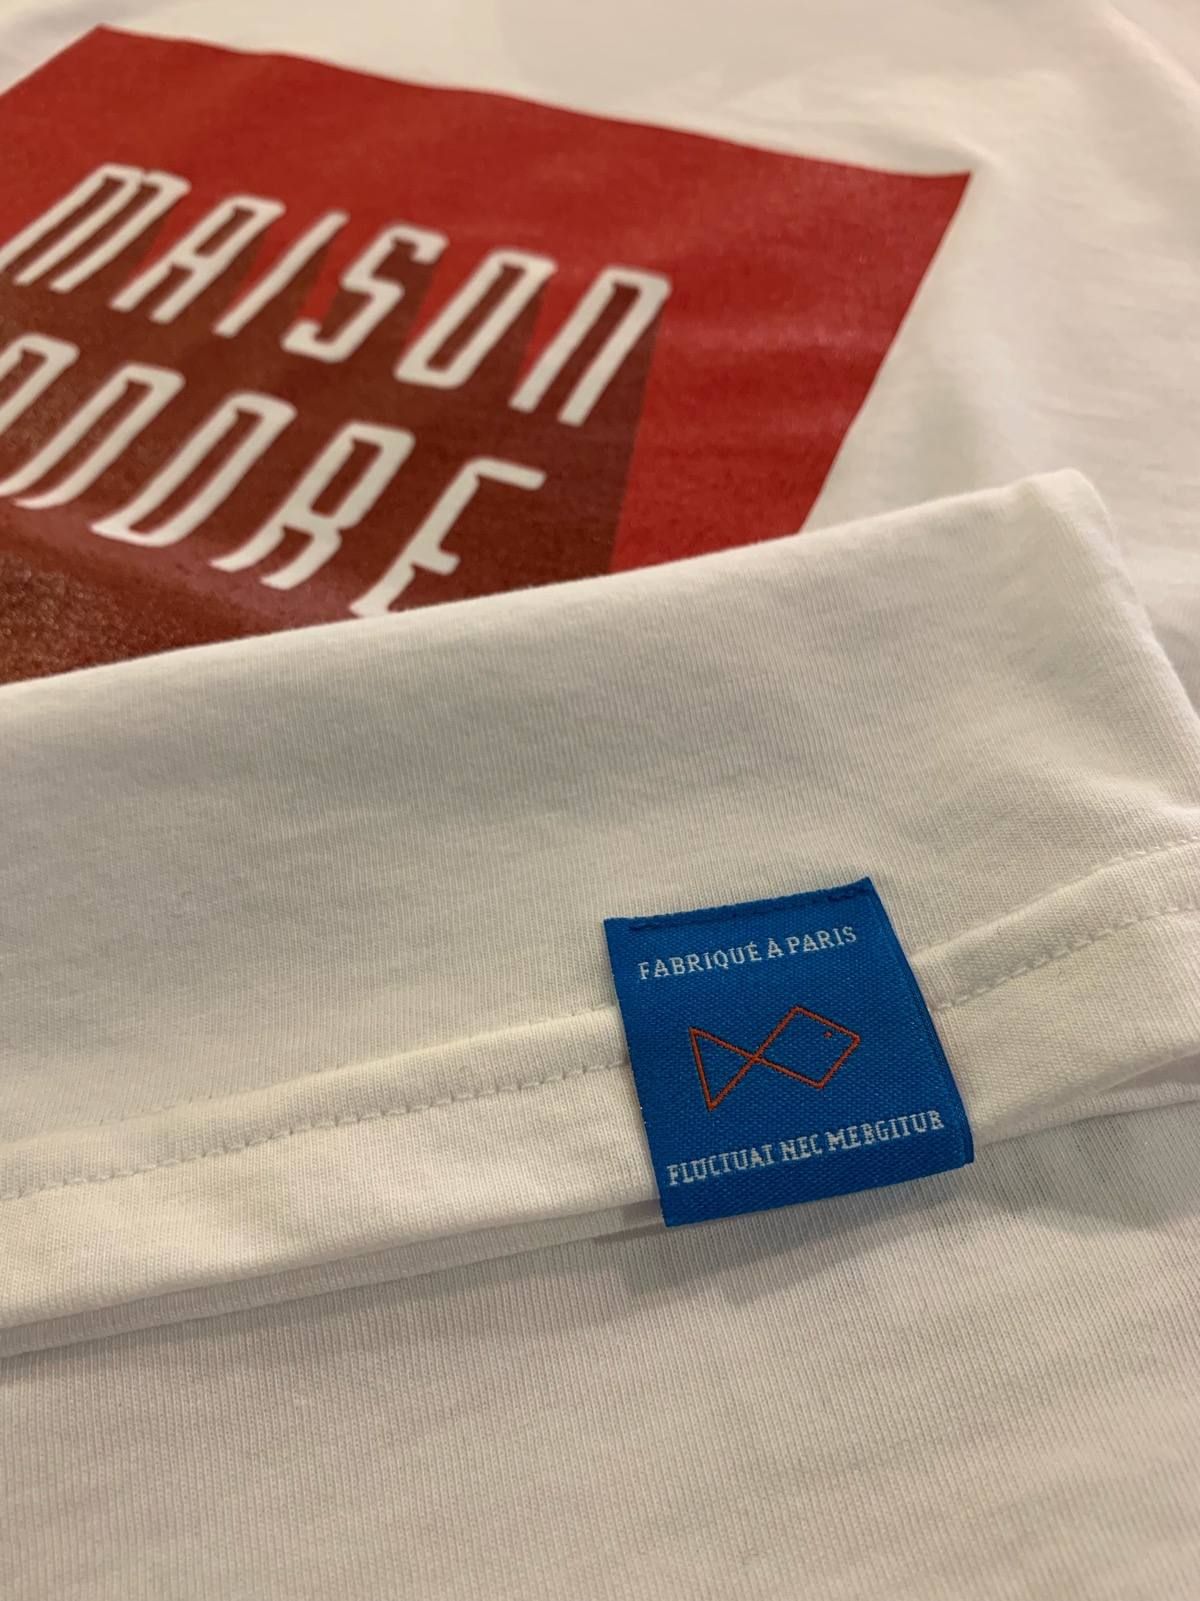 MAISON
FABRIQUÉ À PARIS
FLUCTUAT NEC MERGITUR